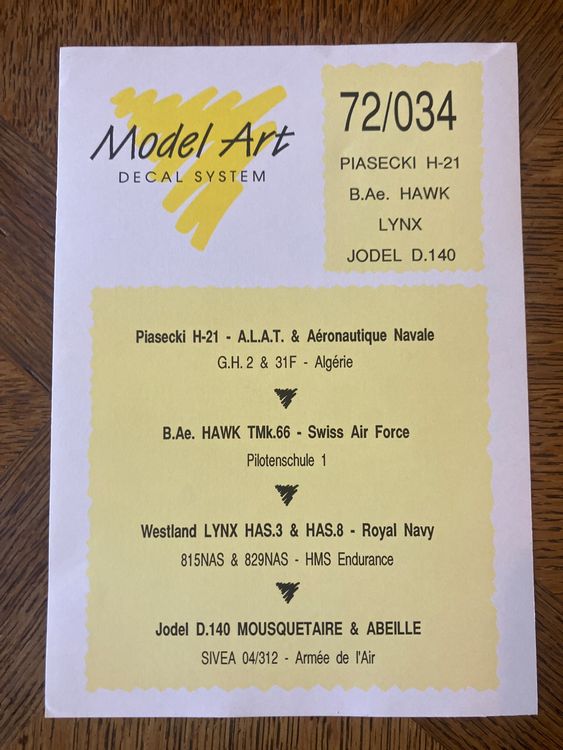 Model Art
DECAL SYSTEM
72/034
PIASECKI H-21
B.Ae. HAWK
LYNX
JODEL D.140
Piasecki H-21 - A.L.A.T. & Aéronautique Navale
G.H. 2 & 31F - Algérie
B.Ae. HAWK TMk.66 - Swiss Air Force
Pilotenschule 1
Westland LYNX HAS.3 & HAS.8 - Royal Navy
815NAS & 829NAS - HMS Endurance
Jodel D.140 MOUSQUETAIRE & ABEILLE
SIVEA 04/312 - Armée de l'Air